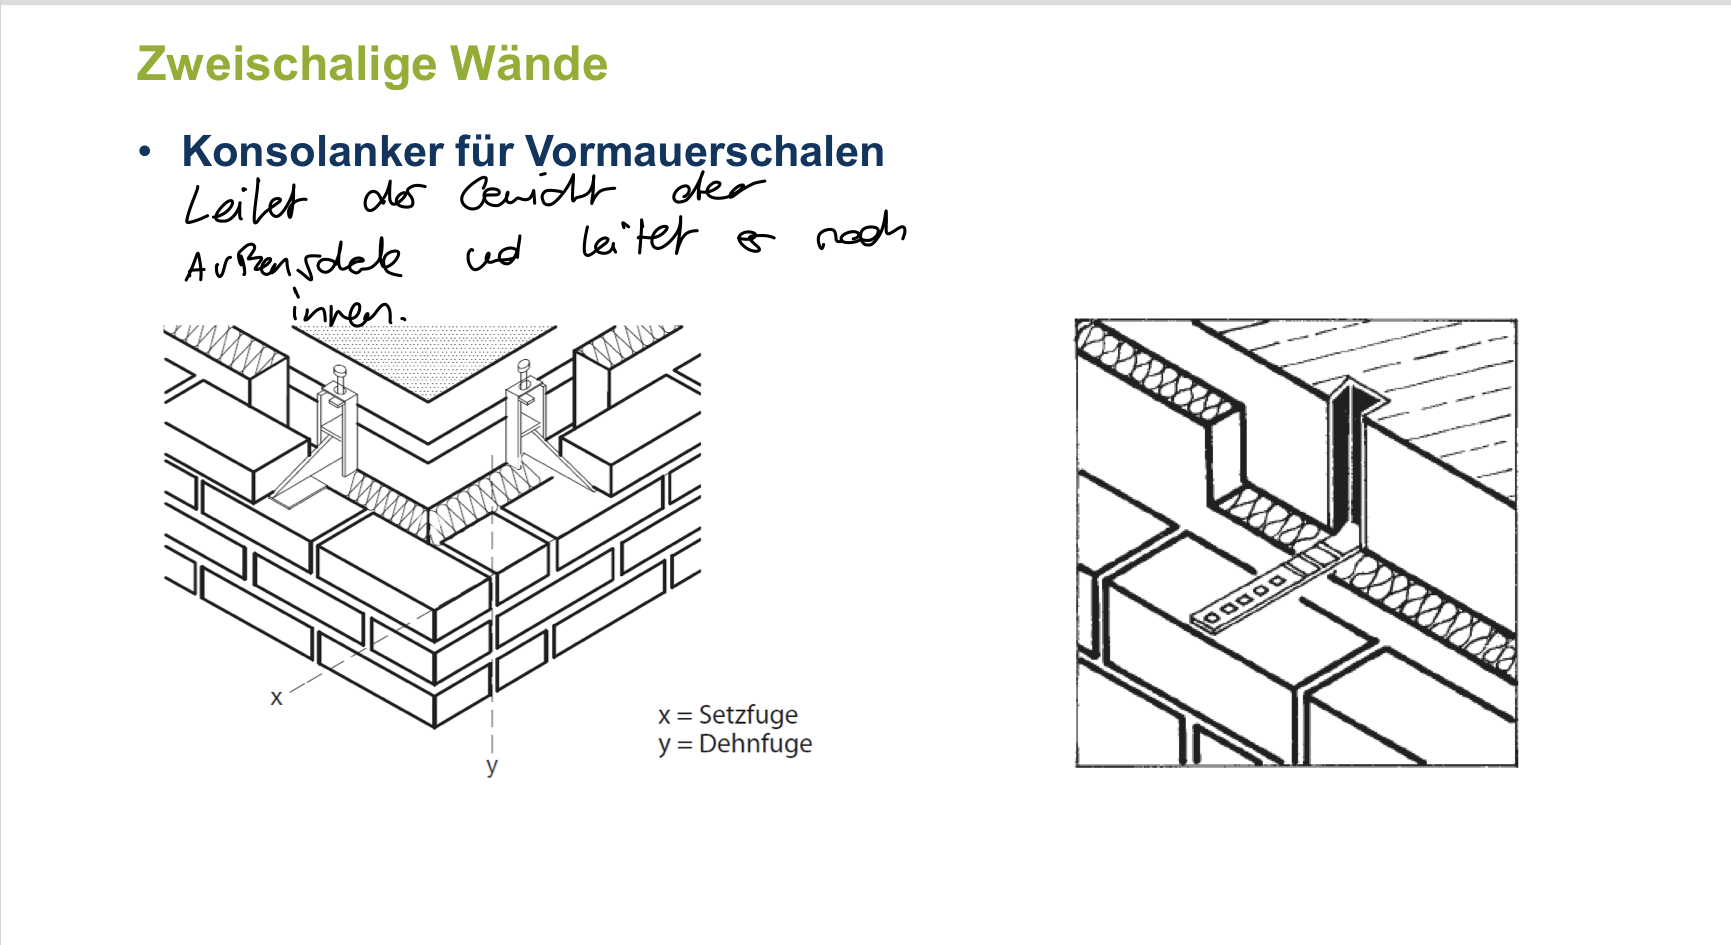 Zweischalige Wände
• Konsolanker für Vormauerschalen
Leitet das Gewicht der
Außenschale und leitet es nach
innen.
x
y
x = Setzfuge
y = Dehnfuge